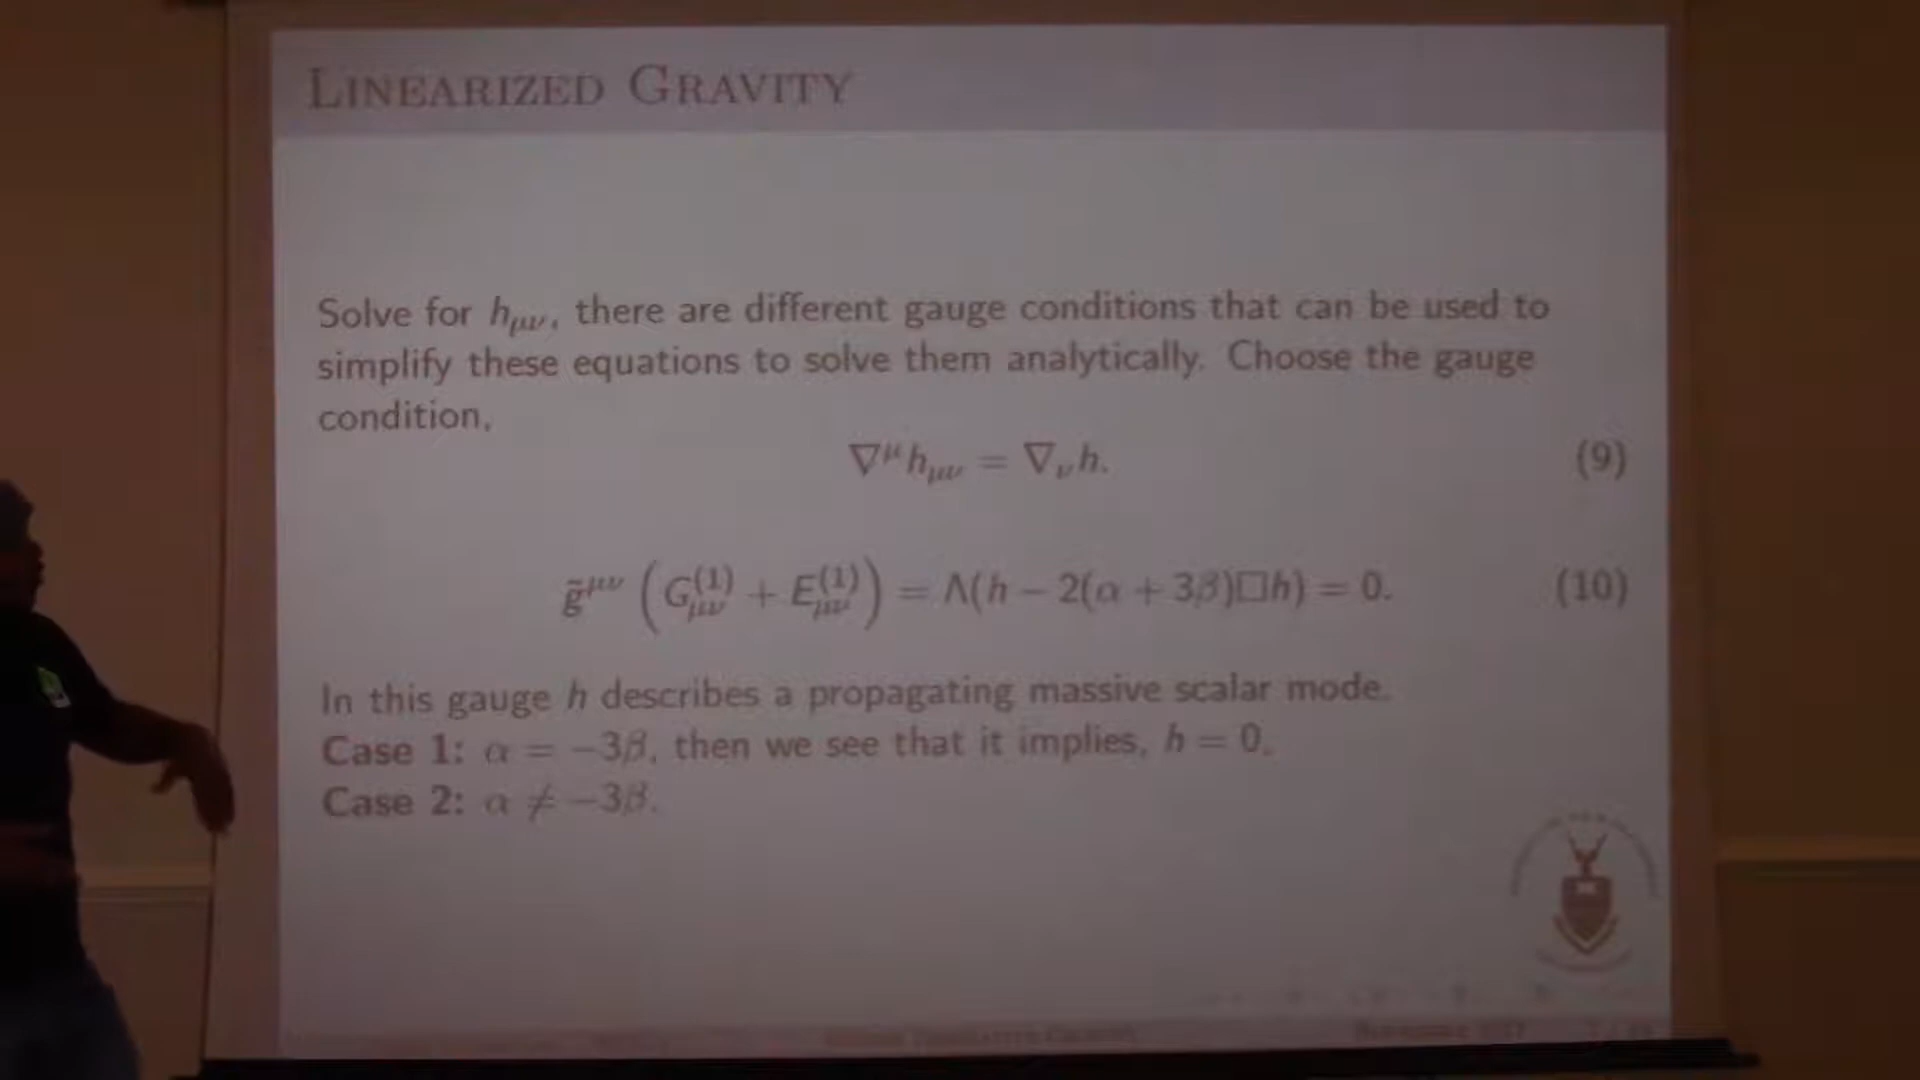 LINEARIZED GRAVITY
Solve for h_{μν}, there are different gauge conditions that can be used to
simplify these equations to solve them analytically. Choose the gauge
condition,
∇^μ h_{μν} = ∇_ν h. (9)
g̃^{μν} (G^{(1)}_{μν} + E^{(1)}_{μν}) = Λ(h − 2(α + 3β)□h) = 0. (10)
In this gauge h describes a propagating massive scalar mode.
Case 1: α = −3β, then we see that it implies, h = 0.
Case 2: α ≠ −3β.